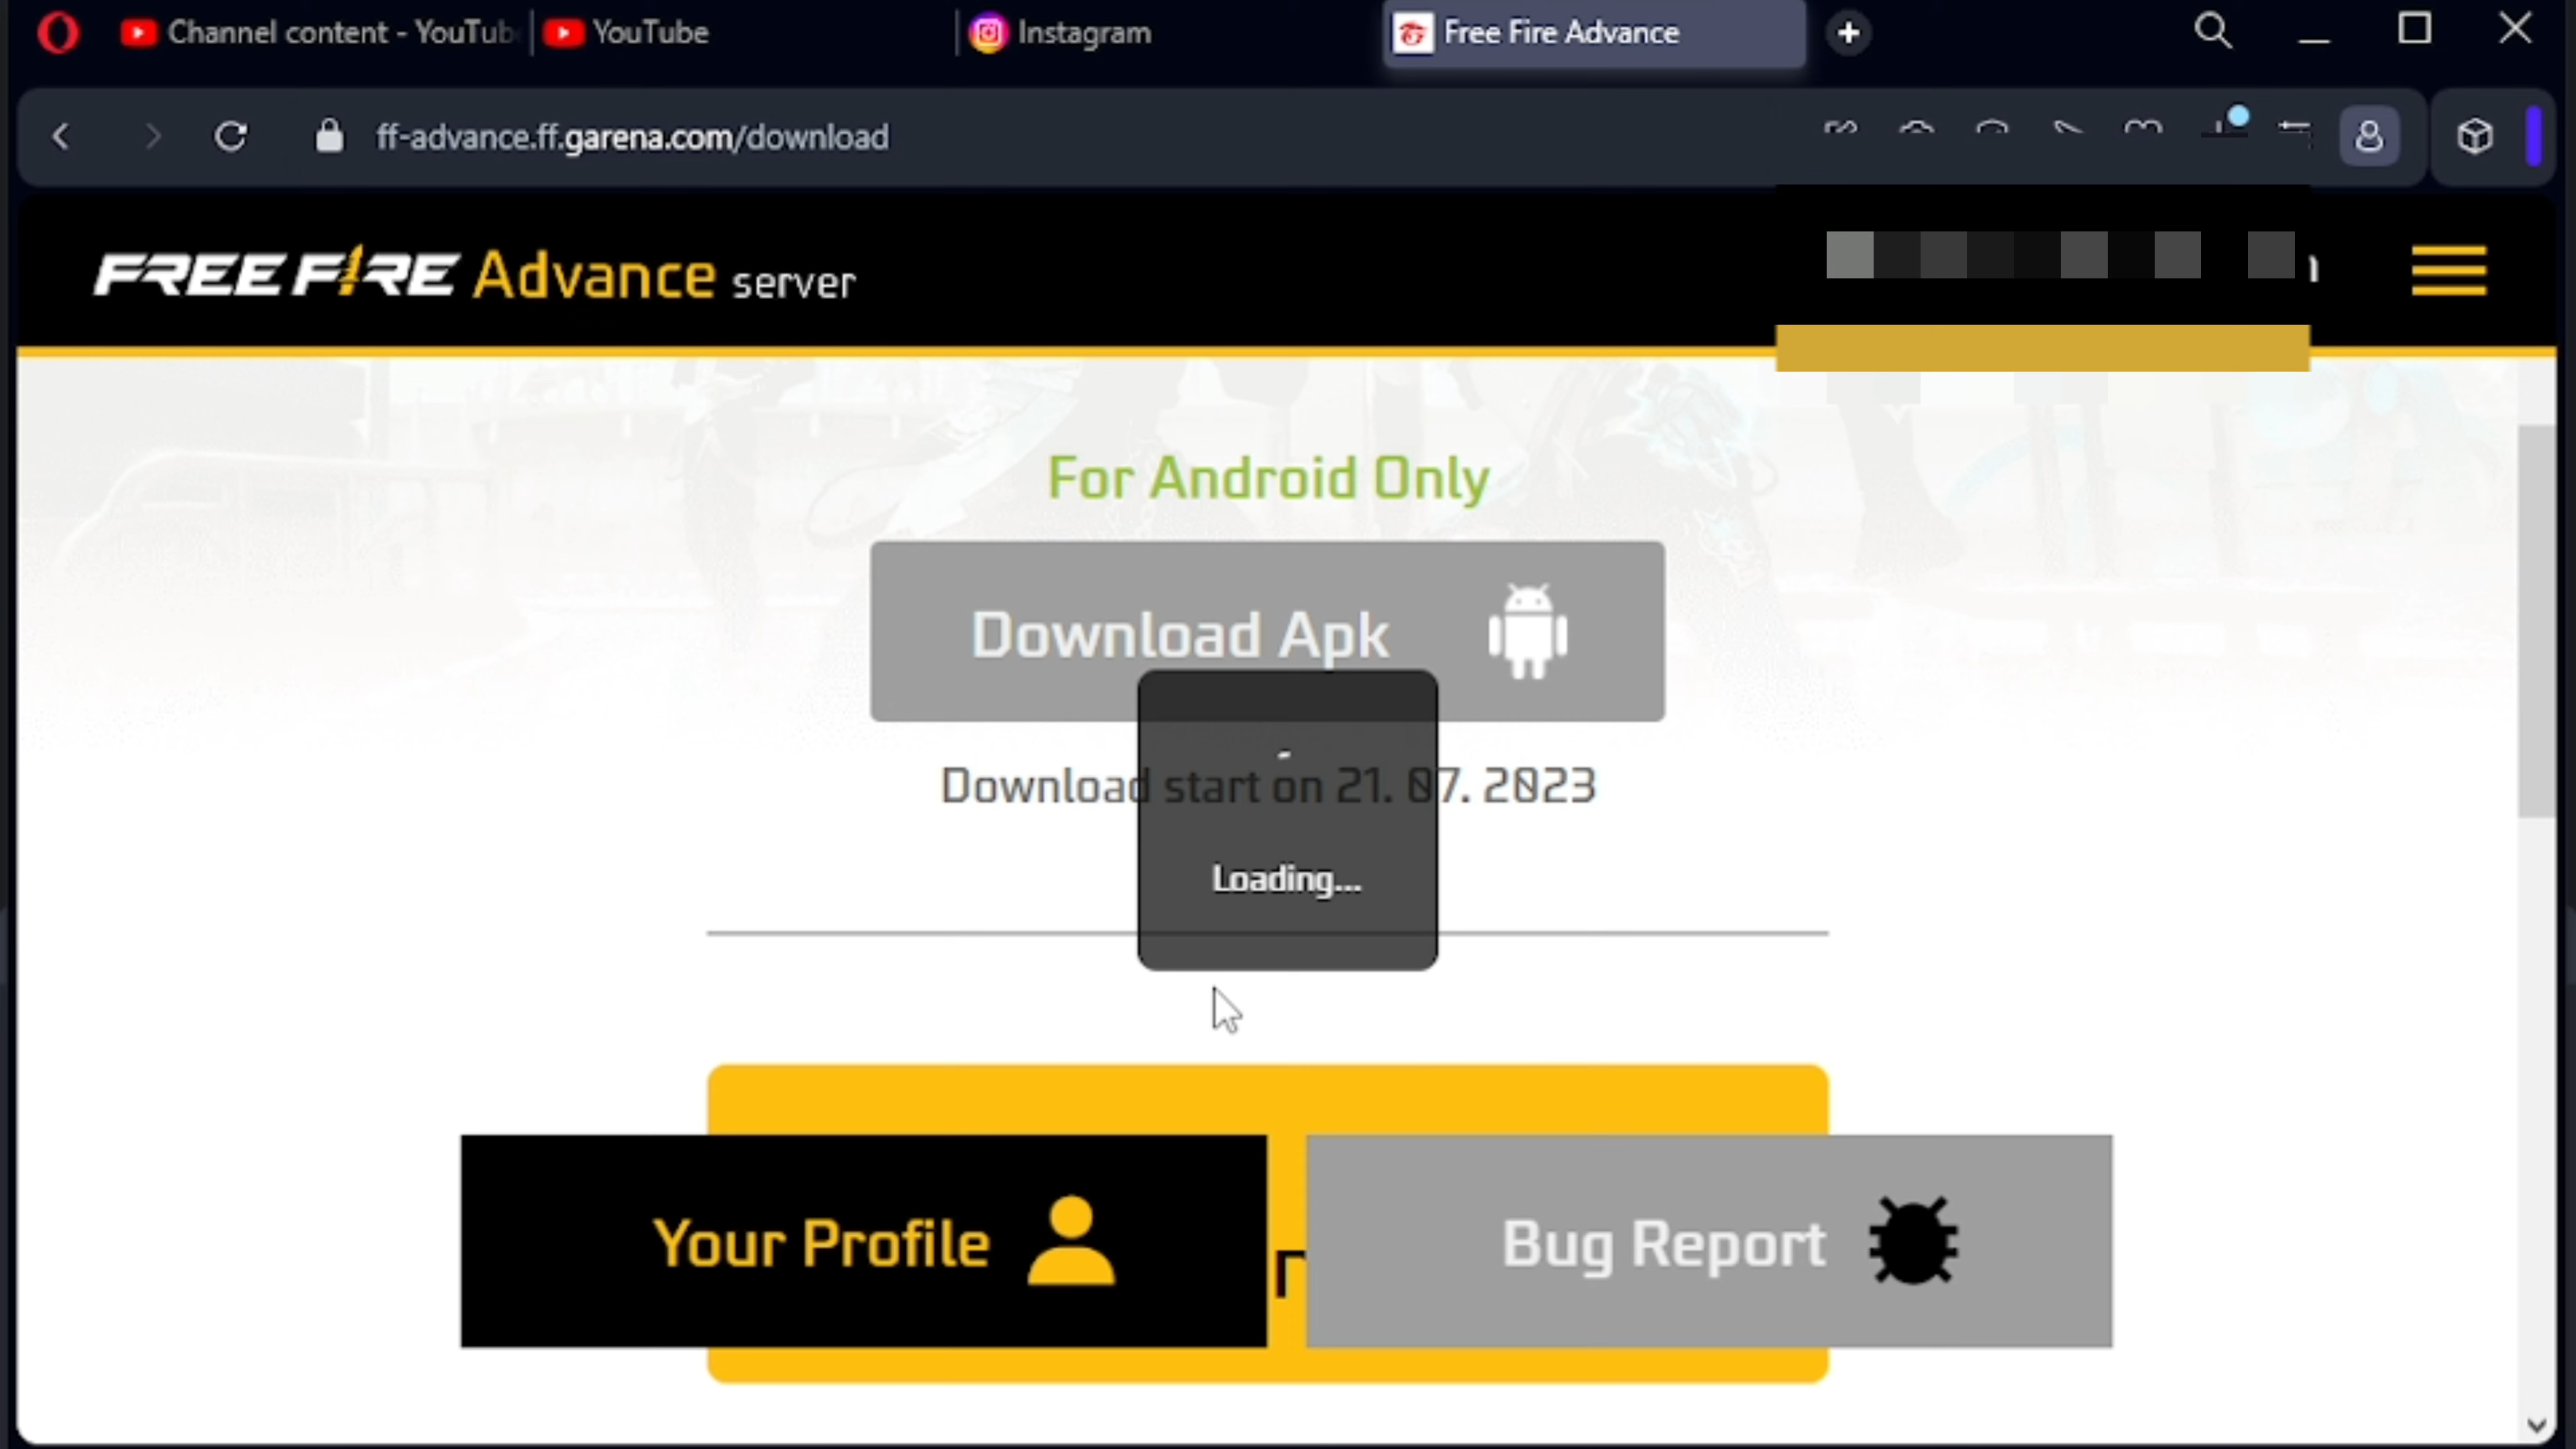 Channel content - YouTub
YouTube
Instagram
Free Fire Advance
ff-advance.ff.garena.com/download
FREE FIRE Advance server
For Android Only
Download Apk
Download start on 21. 07. 2023
Loading...
Your Profile
Bug Report